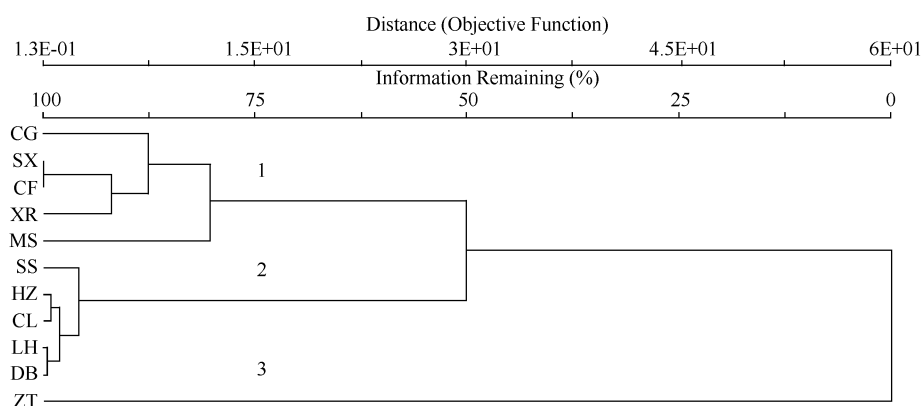 Distance (Objective Function)
1.3E-01 1.5E+01 3E+01 4.5E+01 6E+01
Information Remaining (%)
100 75 50 25 0
CG
SX
1
CF
XR
MS
SS
2
HZ
CL
LH
DB
3
ZT